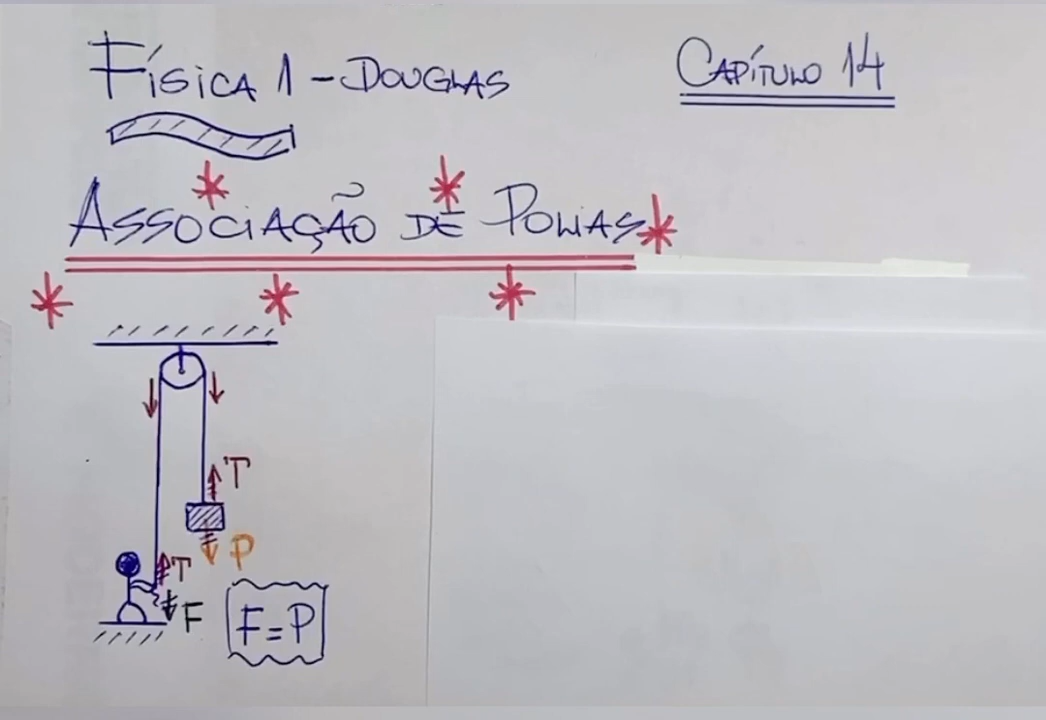 FÍSICA 1 - DOUGLAS
CAPÍTULO 14
ASSOCIAÇÃO DE POLIAS
T
P
T
F
F = P